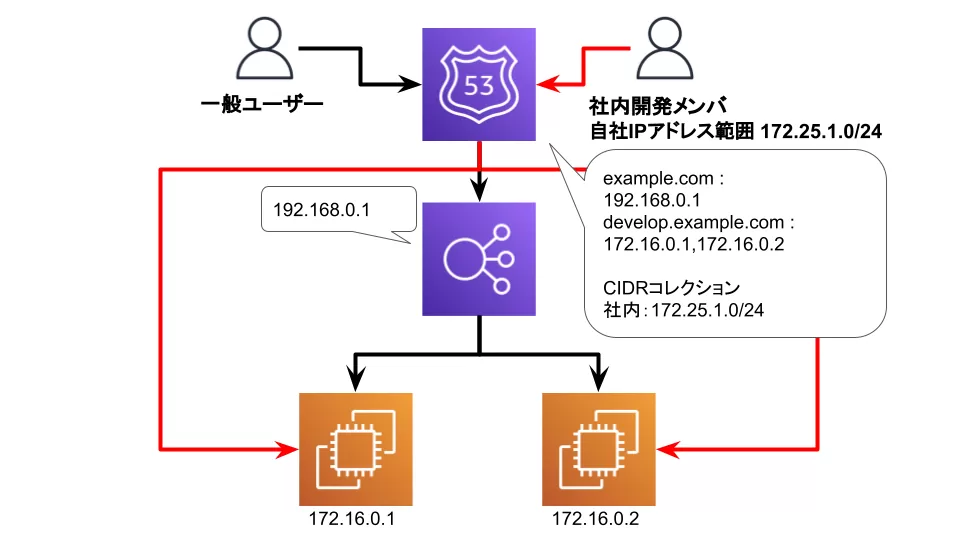 53
一般ユーザー
社内開発メンバ
自社IPアドレス範囲 172.25.1.0/24
example.com :
192.168.0.1
develop.example.com :
172.16.0.1,172.16.0.2
CIDRコレクション
社内：172.25.1.0/24
192.168.0.1
172.16.0.1
172.16.0.2